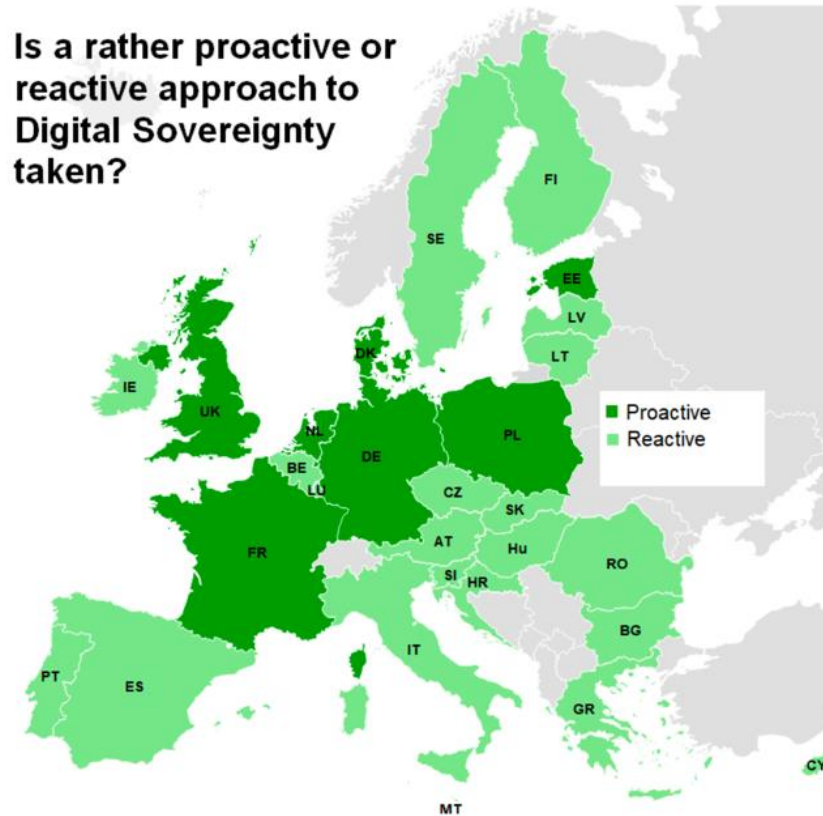 Is a rather proactive or
reactive approach to
Digital Sovereignty
taken?
FI
SE
EE
LV
LT
DK
IE
UK
NL
Proactive
Reactive
PL
DE
BE
LU
CZ
SK
FR
AT
Hu
RO
SI
HR
BG
IT
PT
ES
GR
CY
MT